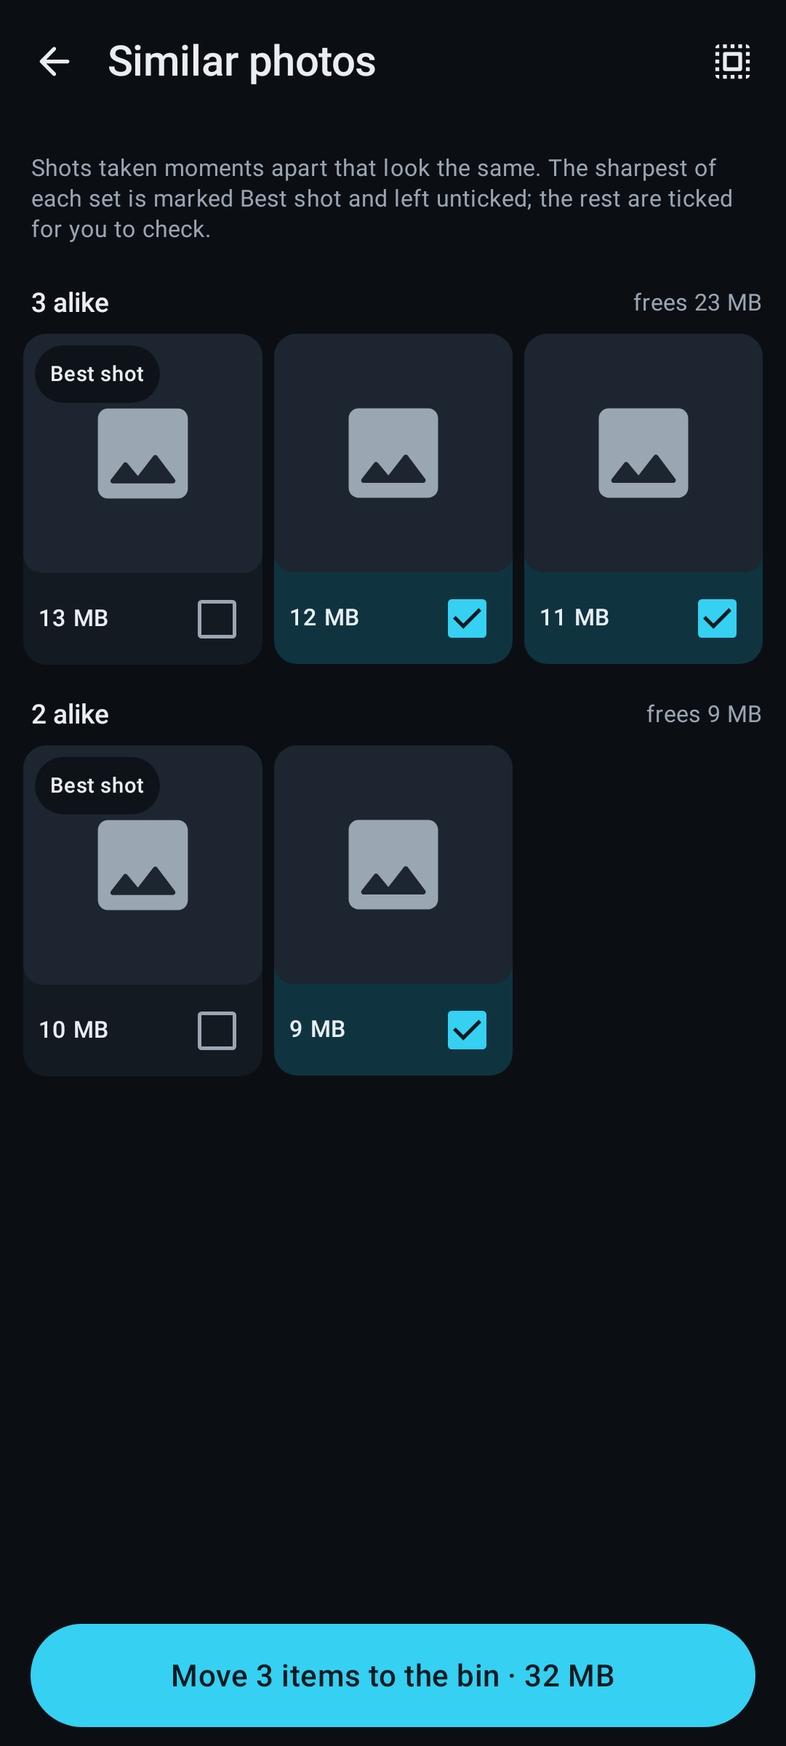 Similar photos
Shots taken moments apart that look the same. The sharpest of
each set is marked Best shot and left unticked; the rest are ticked
for you to check.
3 alike
frees 23 MB
Best shot
13 MB
12 MB
11 MB
2 alike
frees 9 MB
Best shot
10 MB
9 MB
Move 3 items to the bin · 32 MB